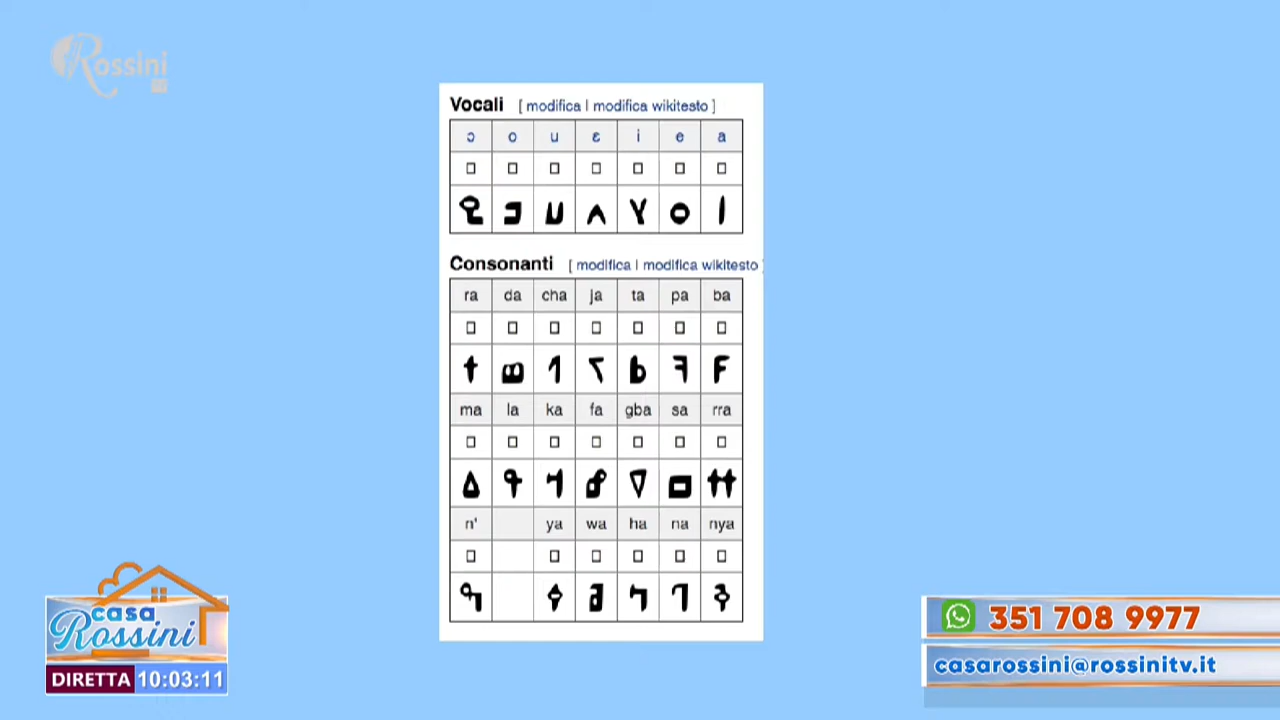 Rossini
TV
Vocali [ modifica | modifica wikitesto ]
ɔ o u ɛ i e a
ߊ ߋ ߌ ߍ ߎ ߏ ߐ
Consonanti [ modifica | modifica wikitesto ]
ra da cha ja ta pa ba
ߓ ߔ ߕ ߖ ߗ ߘ ߙ
ma la ka fa gba sa rra
ߚ ߛ ߜ ߝ ߞ ߟ ߡ
n' ya wa ha na nya
ߢ ߣ ߤ ߥ ߦ ߒ
casa
Rossini
DIRETTA 10:03:11
351 708 9977
casarossini@rossinitv.it